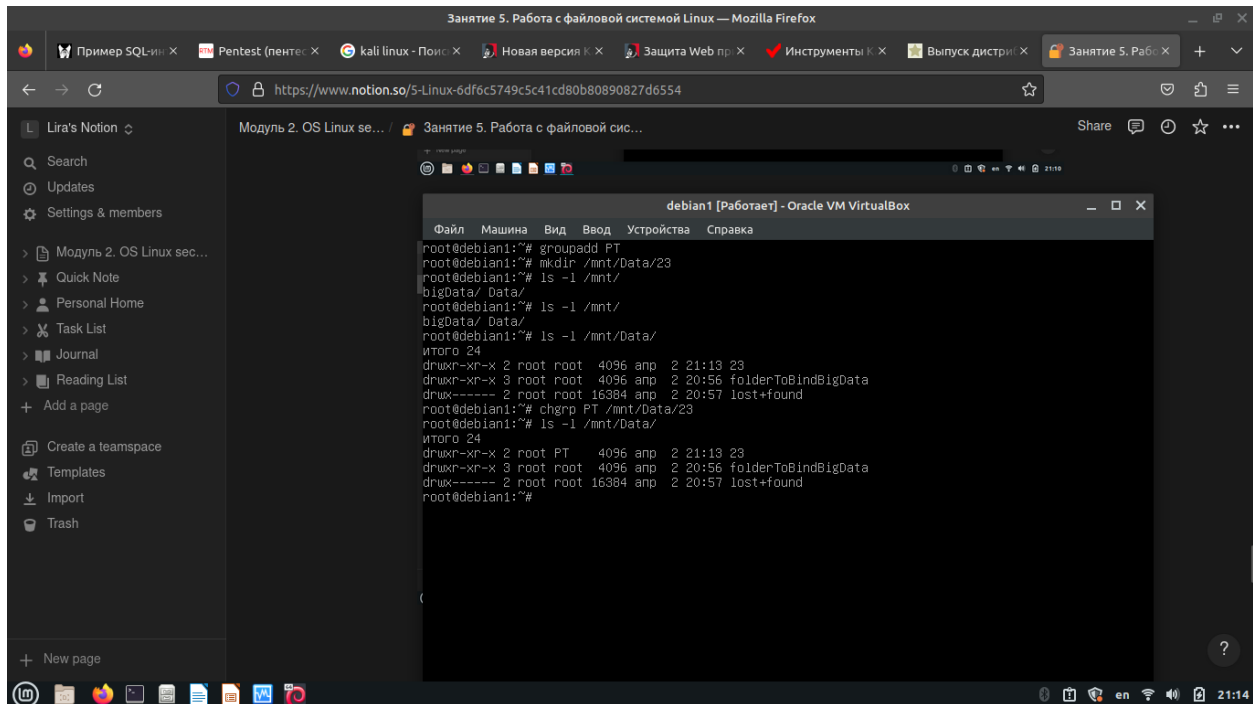 Занятие 5. Работа с файловой системой Linux — Mozilla Firefox
Пример SQL-ин
RTM Pentest (пентес
G kali linux - Поис
Новая версия К
Защита Web пр
Инструменты К
Выпуск дистриб
Занятие 5. Рабо
https://www.notion.so/5-Linux-6df6c5749c5c41cd80b80890827d6554
L Lira's Notion
Модуль 2. OS Linux se... / Занятие 5. Работа с файловой сис...
Share
Search
Updates
Settings & members
Модуль 2. OS Linux sec...
Quick Note
Personal Home
Task List
Journal
Reading List
+ Add a page
Create a teamspace
Templates
Import
Trash
+ New page
+ New page
en 21:10
debian1 [Работает] - Oracle VM VirtualBox
Файл Машина Вид Ввод Устройства Справка
root@debian1:~# groupadd PT
root@debian1:~# mkdir /mnt/Data/23
root@debian1:~# ls -l /mnt/
bigData/ Data/
root@debian1:~# ls -l /mnt/
bigData/ Data/
root@debian1:~# ls -l /mnt/Data/
итого 24
drwxr-xr-x 2 root root 4096 апр 2 21:13 23
drwxr-xr-x 3 root root 4096 апр 2 20:56 folderToBindBigData
drwx------ 2 root root 16384 апр 2 20:57 lost+found
root@debian1:~# chgrp PT /mnt/Data/23
root@debian1:~# ls -l /mnt/Data/
итого 24
drwxr-xr-x 2 root PT 4096 апр 2 21:13 23
drwxr-xr-x 3 root root 4096 апр 2 20:56 folderToBindBigData
drwx------ 2 root root 16384 апр 2 20:57 lost+found
root@debian1:~#
?
en 21:14